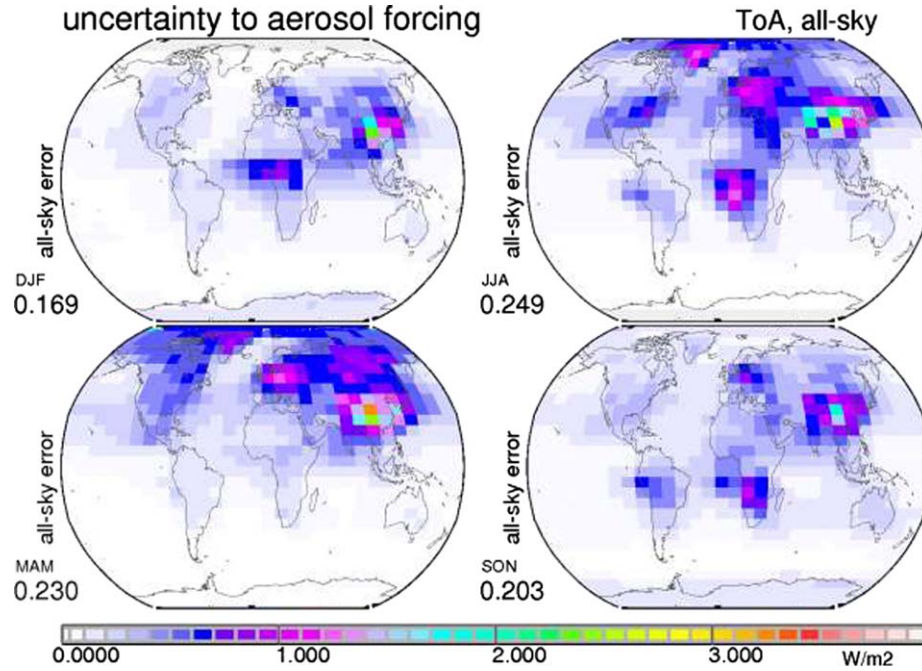 uncertainty to aerosol forcing
ToA, all-sky
all-sky error
DJF
0.169
all-sky error
JJA
0.249
all-sky error
MAM
0.230
all-sky error
SON
0.203
0.0000 1.000 2.000 3.000 W/m2